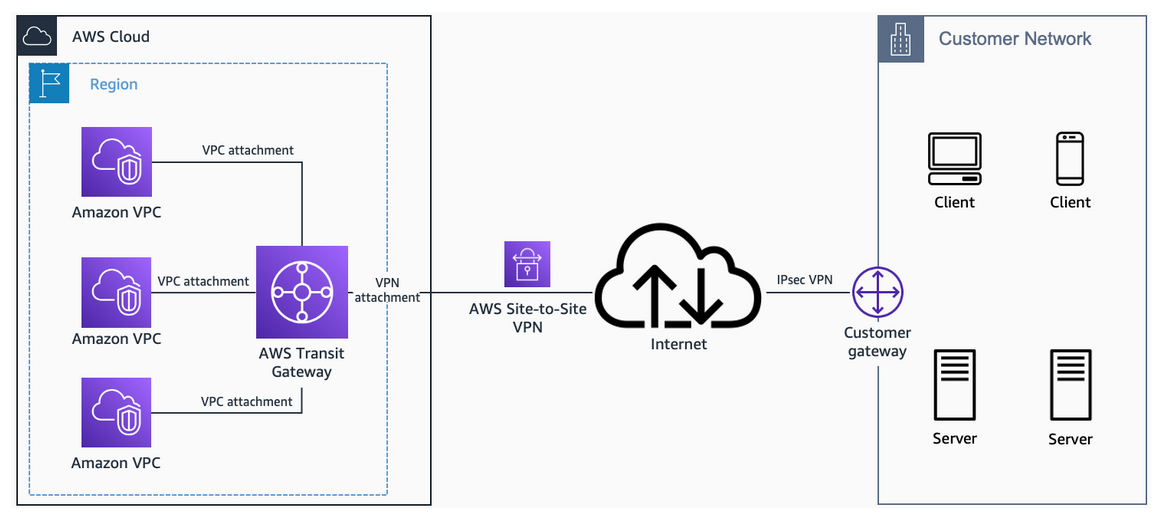 AWS Cloud
Region
VPC attachment
Amazon VPC
VPC attachment
Amazon VPC
VPC attachment
Amazon VPC
AWS Transit
Gateway
VPN
attachment
AWS Site-to-Site
VPN
Internet
IPsec VPN
Customer
gateway
Customer Network
Client
Client
Server
Server